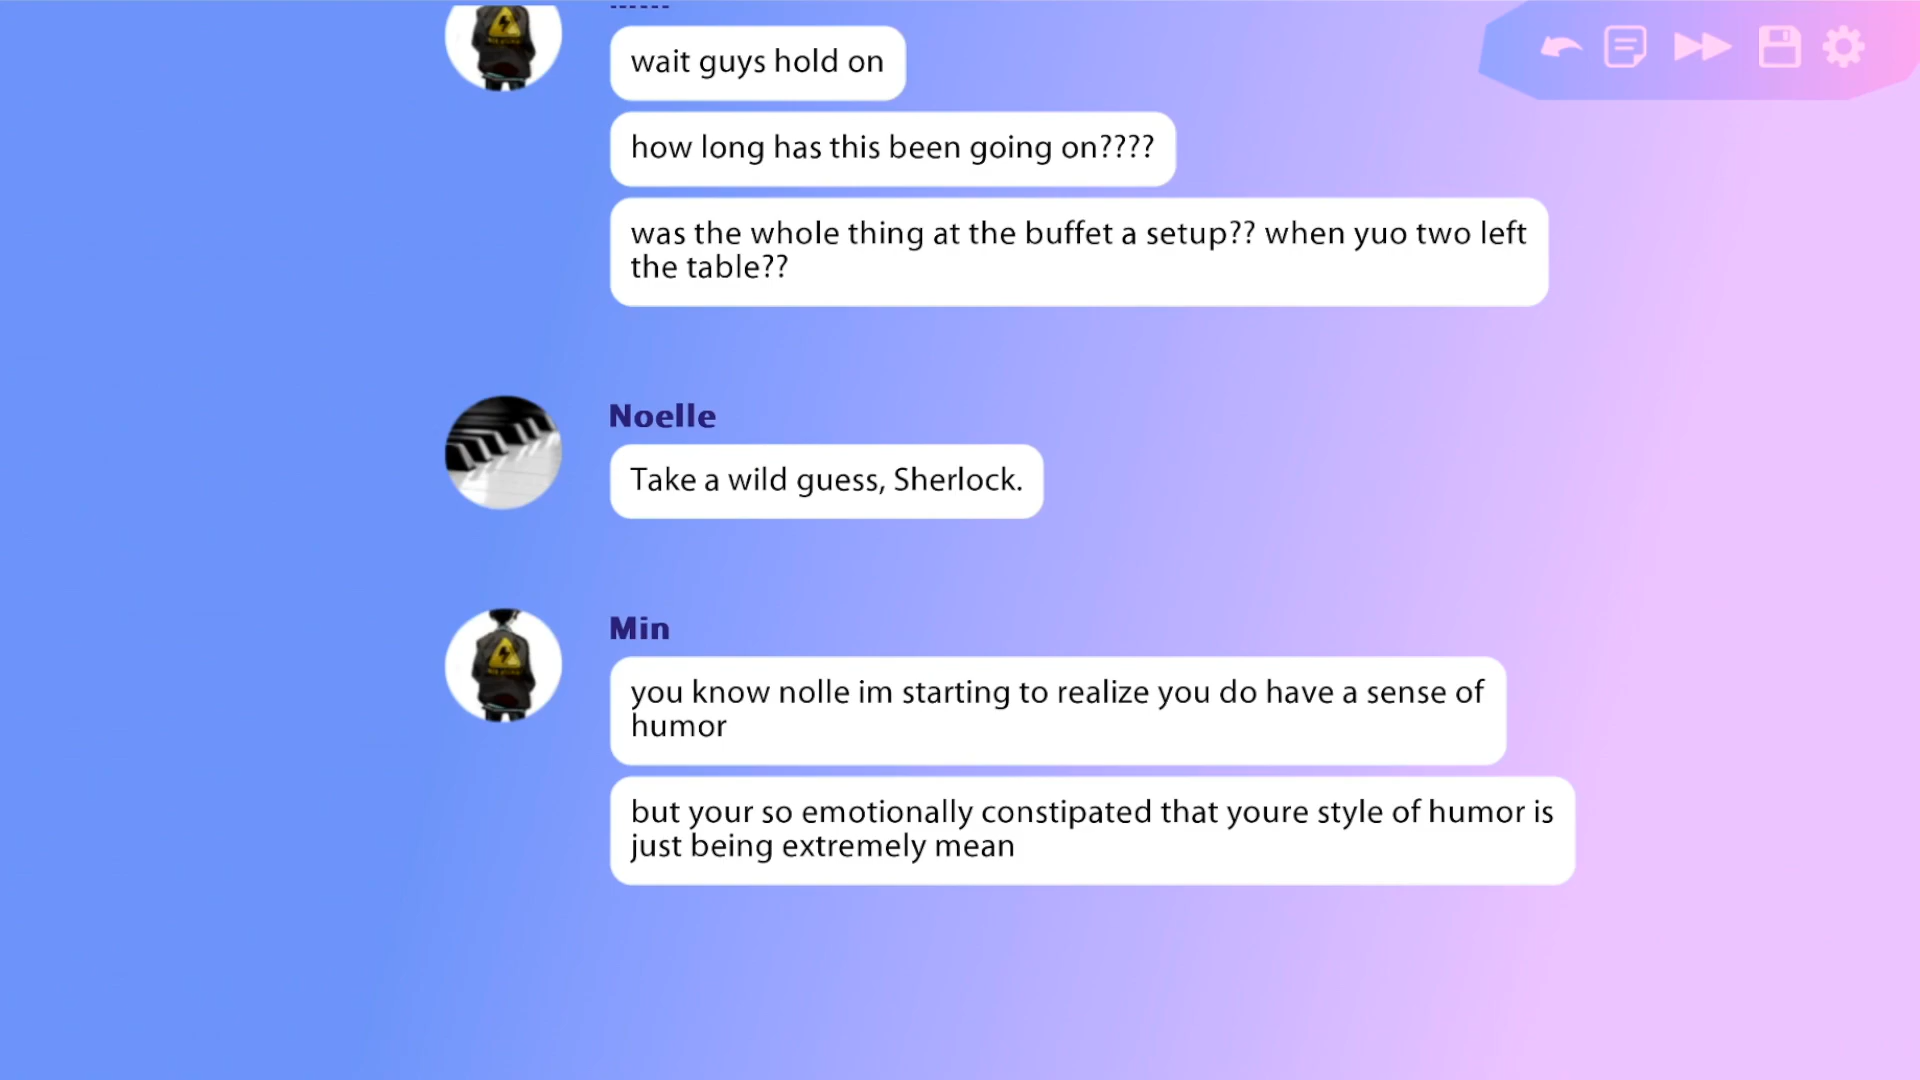 wait guys hold on
how long has this been going on????
was the whole thing at the buffet a setup?? when yuo two left
the table??
Noelle
Take a wild guess, Sherlock.
Min
you know nolle im starting to realize you do have a sense of
humor
but your so emotionally constipated that youre style of humor is
just being extremely mean